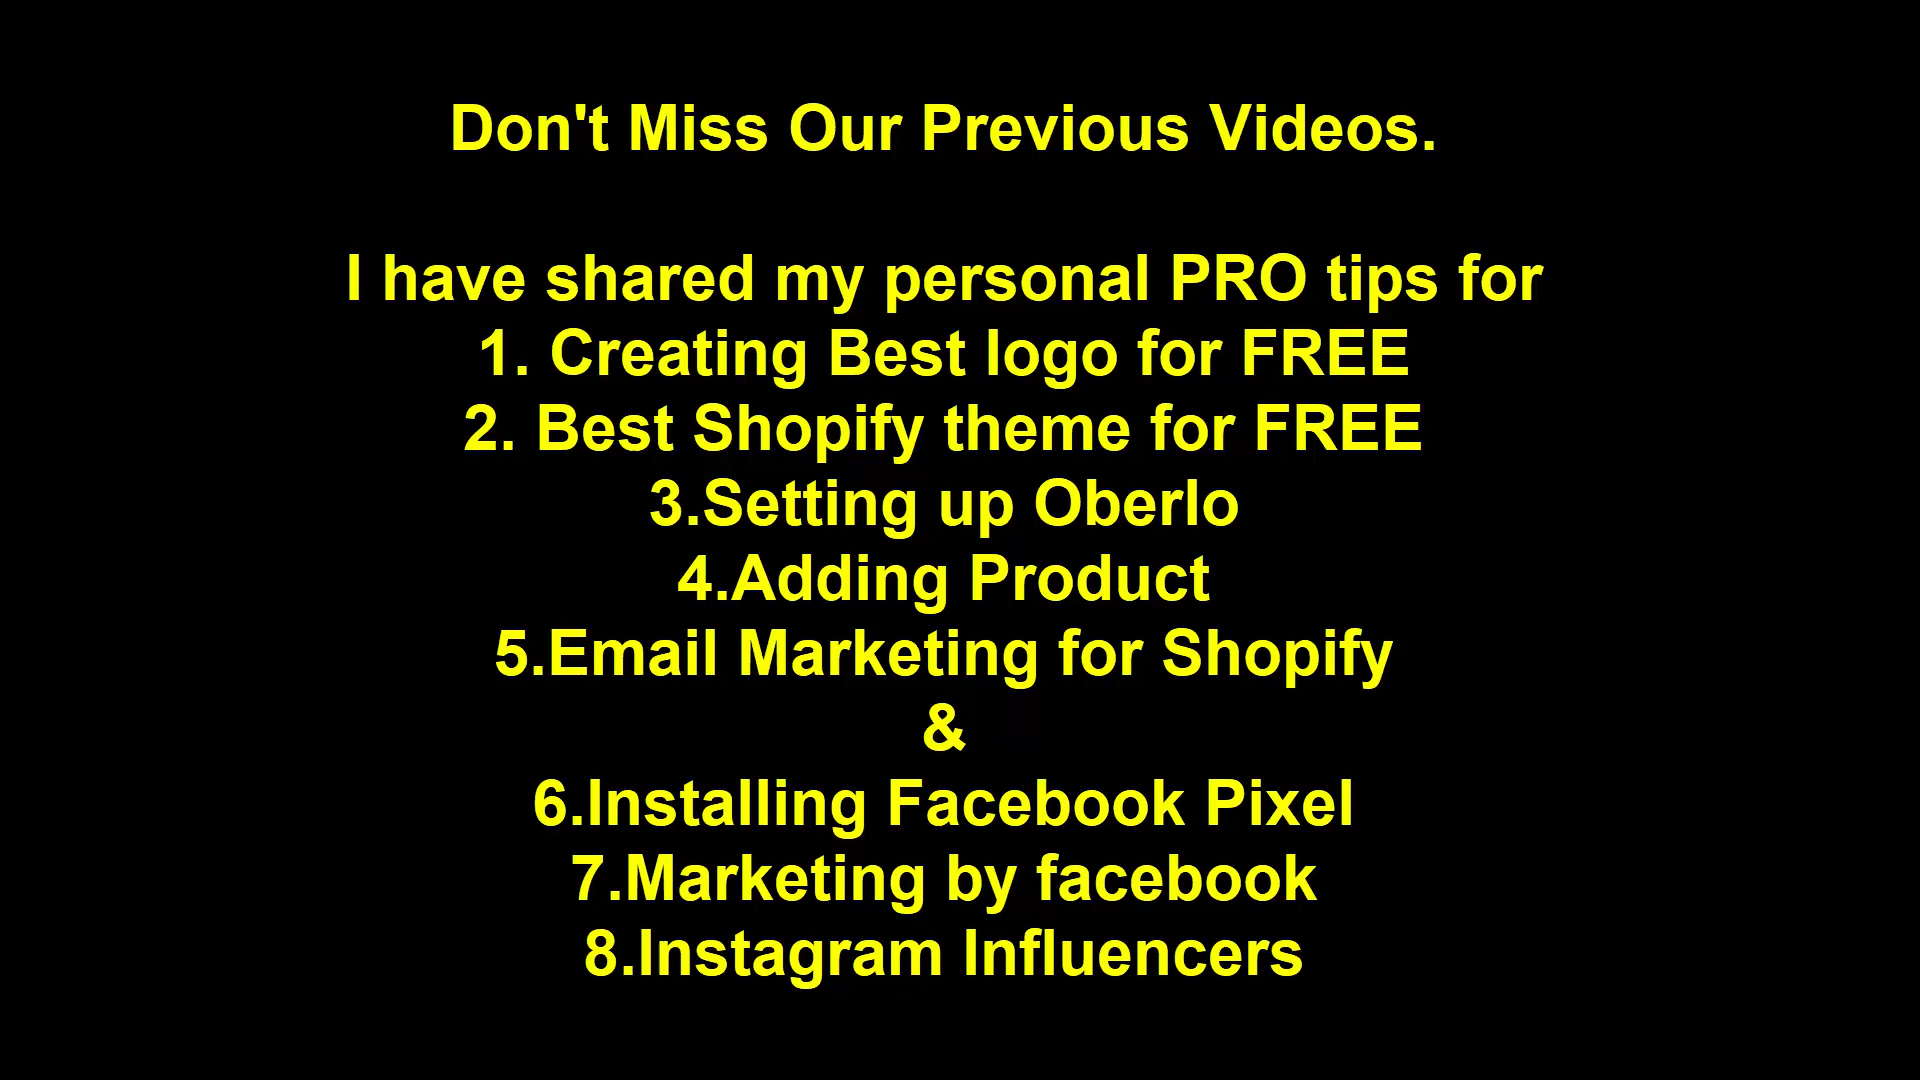 Don't Miss Our Previous Videos.
I have shared my personal PRO tips for
1. Creating Best logo for FREE
2. Best Shopify theme for FREE
3.Setting up Oberlo
4.Adding Product
5.Email Marketing for Shopify
&
6.Installing Facebook Pixel
7.Marketing by facebook
8.Instagram Influencers